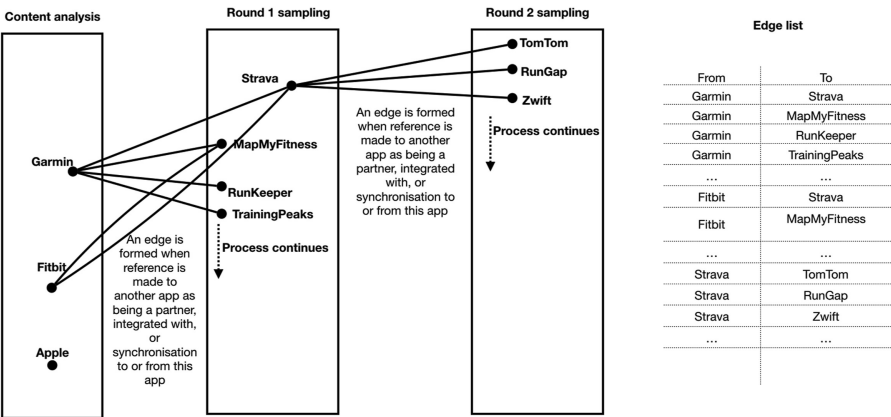 Content analysis
Garmin
Fitbit
Apple
An edge is
formed when
reference is
made to
another app as
being a partner,
integrated with,
or
synchronisation
to or from this
app
Round 1 sampling
Strava
MapMyFitness
RunKeeper
TrainingPeaks
Process continues
An edge is formed
when reference is
made to another
app as being a
partner, integrated
with, or
synchronisation to
or from this app
Round 2 sampling
TomTom
RunGap
Zwift
Process continues
Edge list
From To
Garmin Strava
Garmin MapMyFitness
Garmin RunKeeper
Garmin TrainingPeaks
... ...
Fitbit Strava
Fitbit MapMyFitness
... ...
Strava TomTom
Strava RunGap
Strava Zwift
... ...